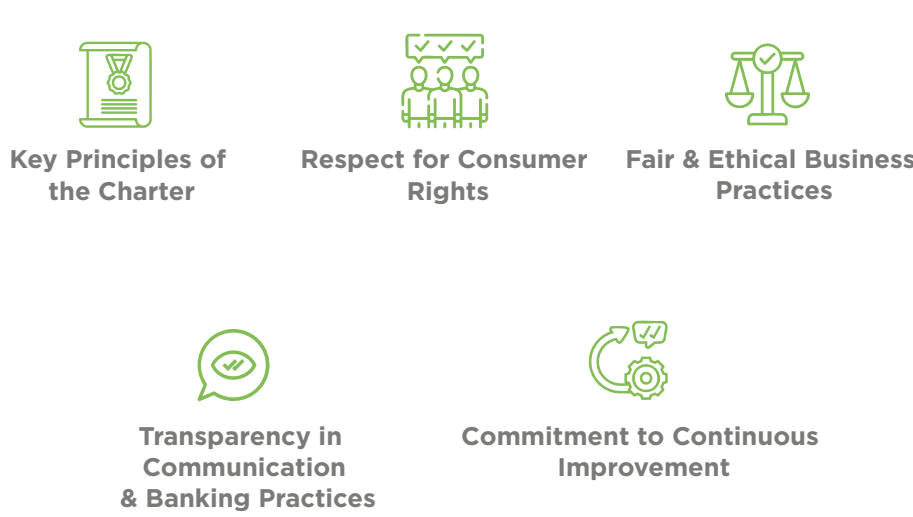 Key Principles of
the Charter
Respect for Consumer
Rights
Fair & Ethical Business
Practices
Transparency in
Communication
& Banking Practices
Commitment to Continuous
Improvement